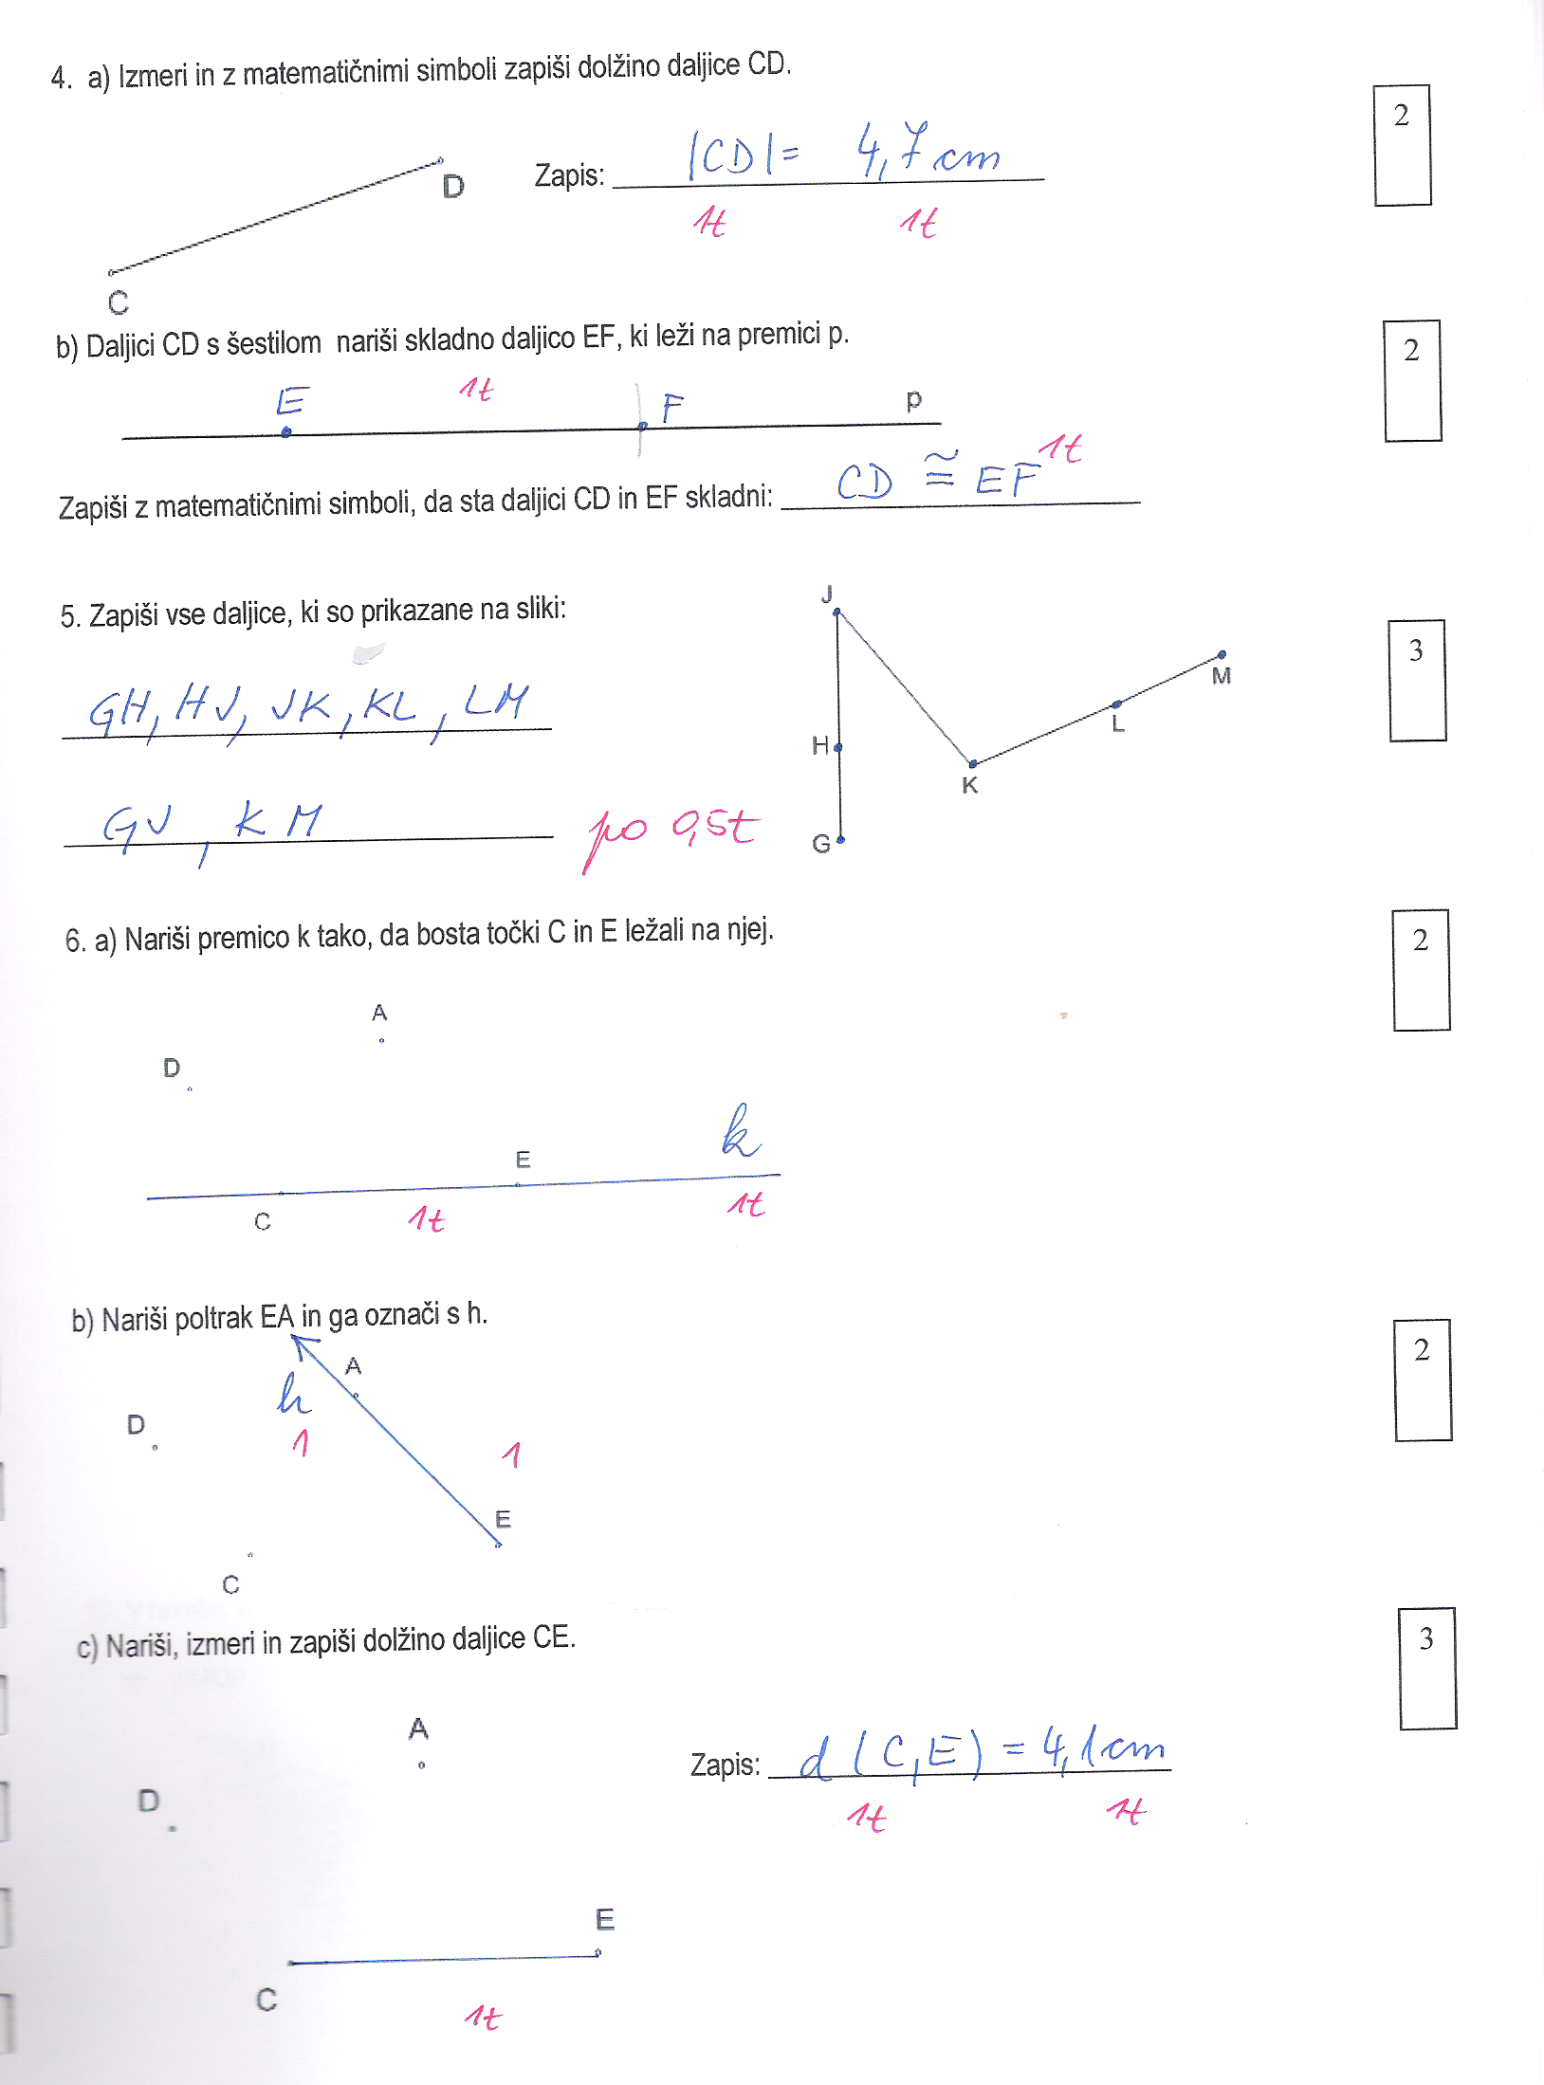 4. a) Izmeri in z matematičnimi simboli zapiši dolžino daljice CD.
2
D
Zapis: |CD| = 4,7 cm
1t 1t
C
b) Daljici CD s šestilom nariši skladno daljico EF, ki leži na premici p.
2
E 1t F p
Zapiši z matematičnimi simboli, da sta daljici CD in EF skladni: CD ≅ EF 1t
5. Zapiši vse daljice, ki so prikazane na sliki:
3
J
M
GH, HJ, JK, KL, LM
L
H
K
GJ, KM
po 0,5t
G
6. a) Nariši premico k tako, da bosta točki C in E ležali na njej.
2
A
D
k
E
C 1t 1t
b) Nariši poltrak EA in ga označi s h.
2
A
h
D
1 1
E
C
c) Nariši, izmeri in zapiši dolžino daljice CE.
3
A
Zapis: d(C,E) = 4,1cm
D
1t 1t
E
C
1t